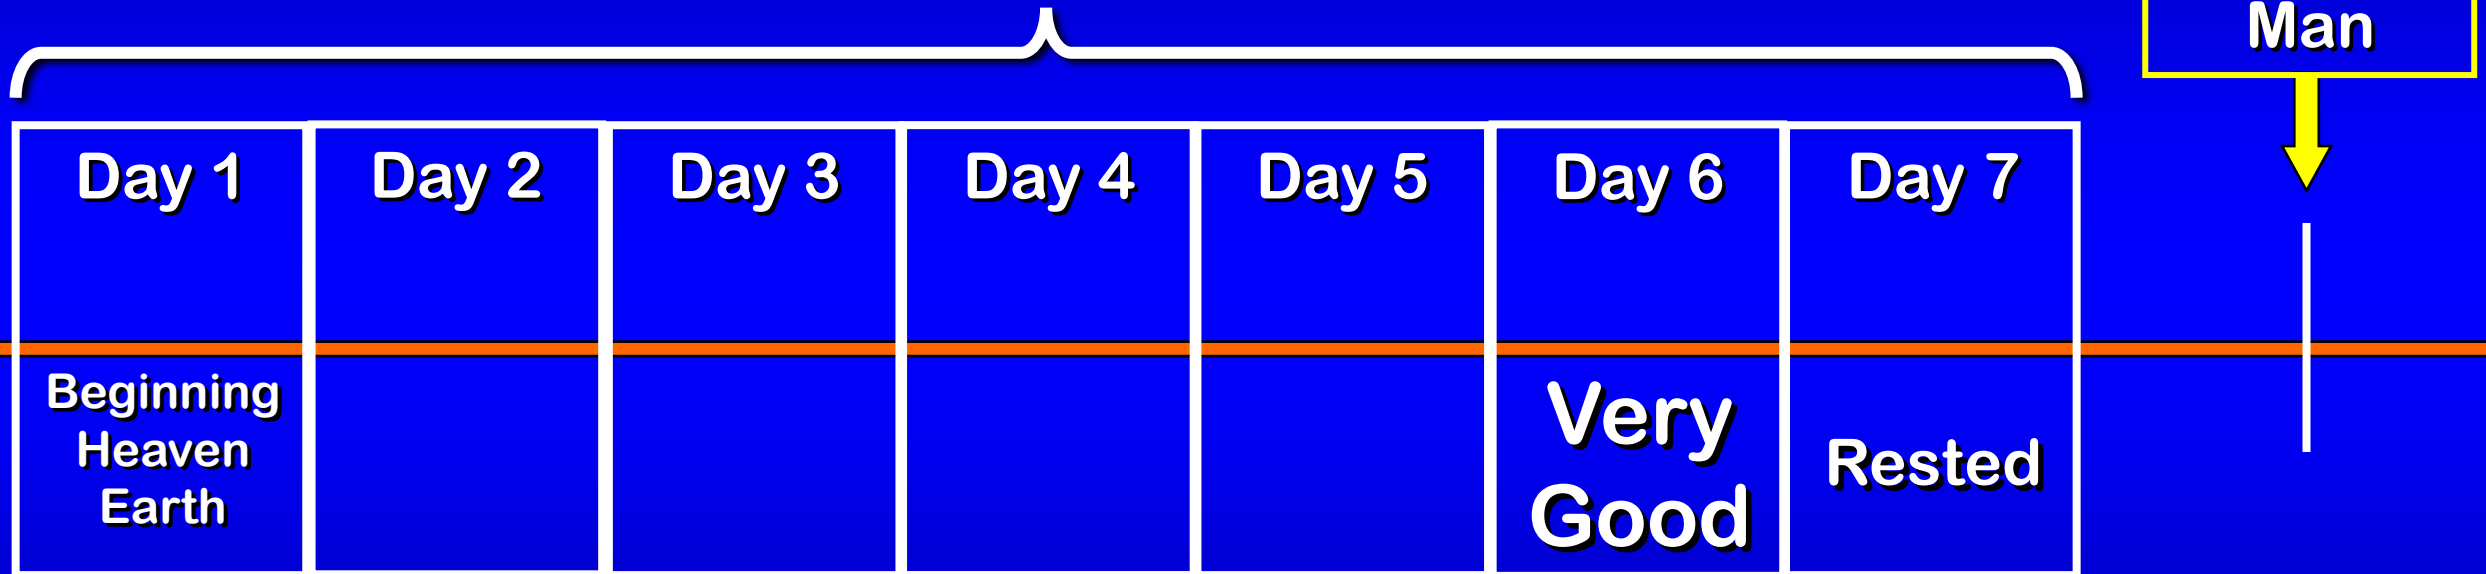 Man
Day 1
Day 2
Day 3
Day 4
Day 5
Day 6
Day 7
Beginning
Heaven
Earth
Very
Good
Rested